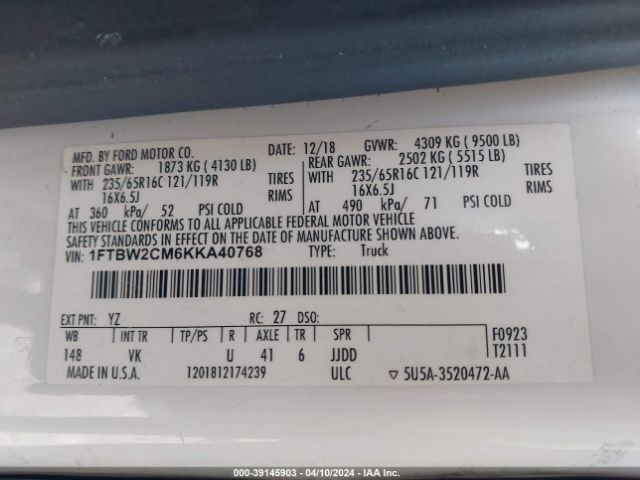 MFD. BY FORD MOTOR CO. DATE: 12/18 GVWR: 4309 KG ( 9500 LB)
FRONT GAWR: 1873 KG ( 4130 LB) REAR GAWR: 2502 KG ( 5515 LB)
WITH 235/65R16C 121/119R TIRES WITH 235/65R16C 121/119R TIRES
16X6.5J RIMS 16X6.5J RIMS
AT 360 kPa/ 52 PSI COLD AT 490 kPa/ 71 PSI COLD
THIS VEHICLE CONFORMS TO ALL APPLICABLE FEDERAL MOTOR VEHICLE
SAFETY STANDARDS IN EFFECT ON THE DATE OF MANUFACTURE SHOWN ABOVE.
VIN: 1FTBW2CM6KKA40768 TYPE: Truck
EXT PNT: YZ RC: 27 DSO:
WB INT TR TP/PS R AXLE TR SPR F0923
148 VK U 41 6 JJDD T2111
MADE IN U.S.A. 1201812174239 ULC ▽ 5U5A-3520472-AA
000-39145903 - 04/10/2024 - IAAI.COM